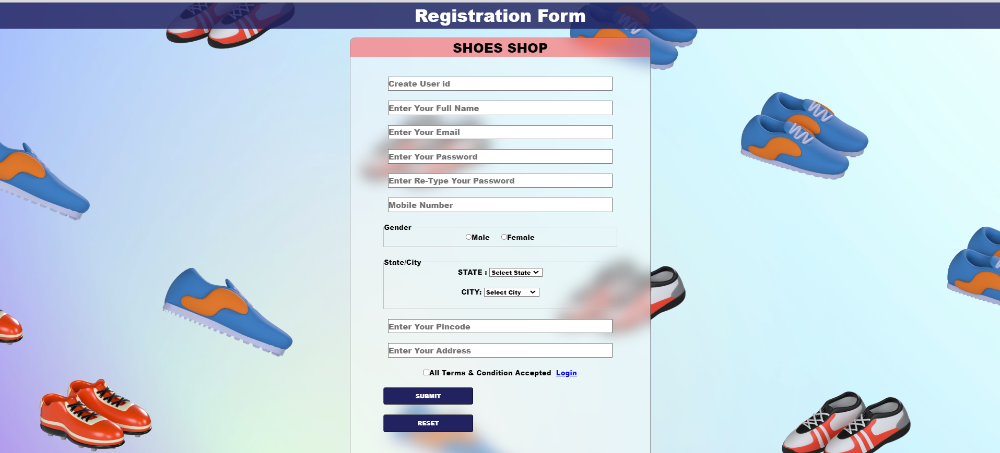 Registration Form
SHOES SHOP
Create User id
Enter Your Full Name
Enter Your Email
Enter Your Password
Enter Re-Type Your Password
Mobile Number
Gender
Male Female
State/City
STATE : Select State
CITY: Select City
Enter Your Pincode
Enter Your Address
All Terms & Condition Accepted Login
SUBMIT
RESET